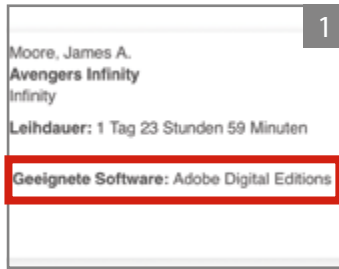 1
Moore, James A.
Avengers Infinity
Infinity
Leihdauer: 1 Tag 23 Stunden 59 Minuten
Geeignete Software: Adobe Digital Editions